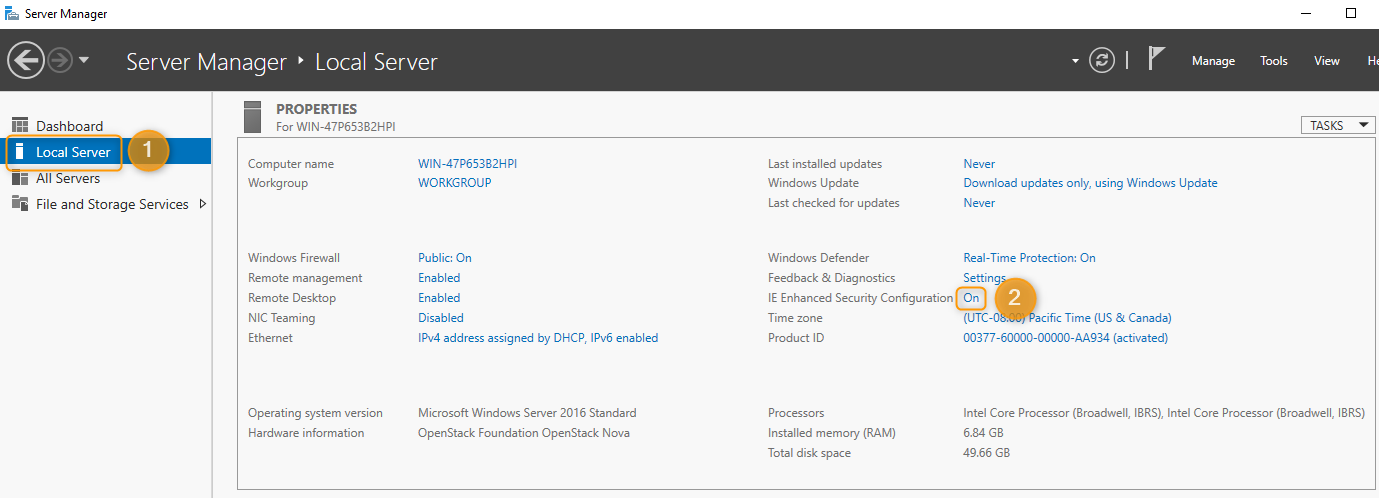 Server Manager
Server Manager ‣ Local Server
Manage Tools View He
Dashboard
Local Server 1
All Servers
File and Storage Services
PROPERTIES
For WIN-47P653B2HPI
TASKS
Computer name WIN-47P653B2HPI
Workgroup WORKGROUP
Last installed updates Never
Windows Update Download updates only, using Windows Update
Last checked for updates Never
Windows Firewall Public: On
Remote management Enabled
Remote Desktop Enabled
NIC Teaming Disabled
Ethernet IPv4 address assigned by DHCP, IPv6 enabled
Windows Defender Real-Time Protection: On
Feedback & Diagnostics Settings
IE Enhanced Security Configuration On 2
Time zone (UTC-08:00) Pacific Time (US & Canada)
Product ID 00377-60000-00000-AA934 (activated)
Operating system version Microsoft Windows Server 2016 Standard
Hardware information OpenStack Foundation OpenStack Nova
Processors Intel Core Processor (Broadwell, IBRS), Intel Core Processor (Broadwell, IBRS)
Installed memory (RAM) 6.84 GB
Total disk space 49.66 GB